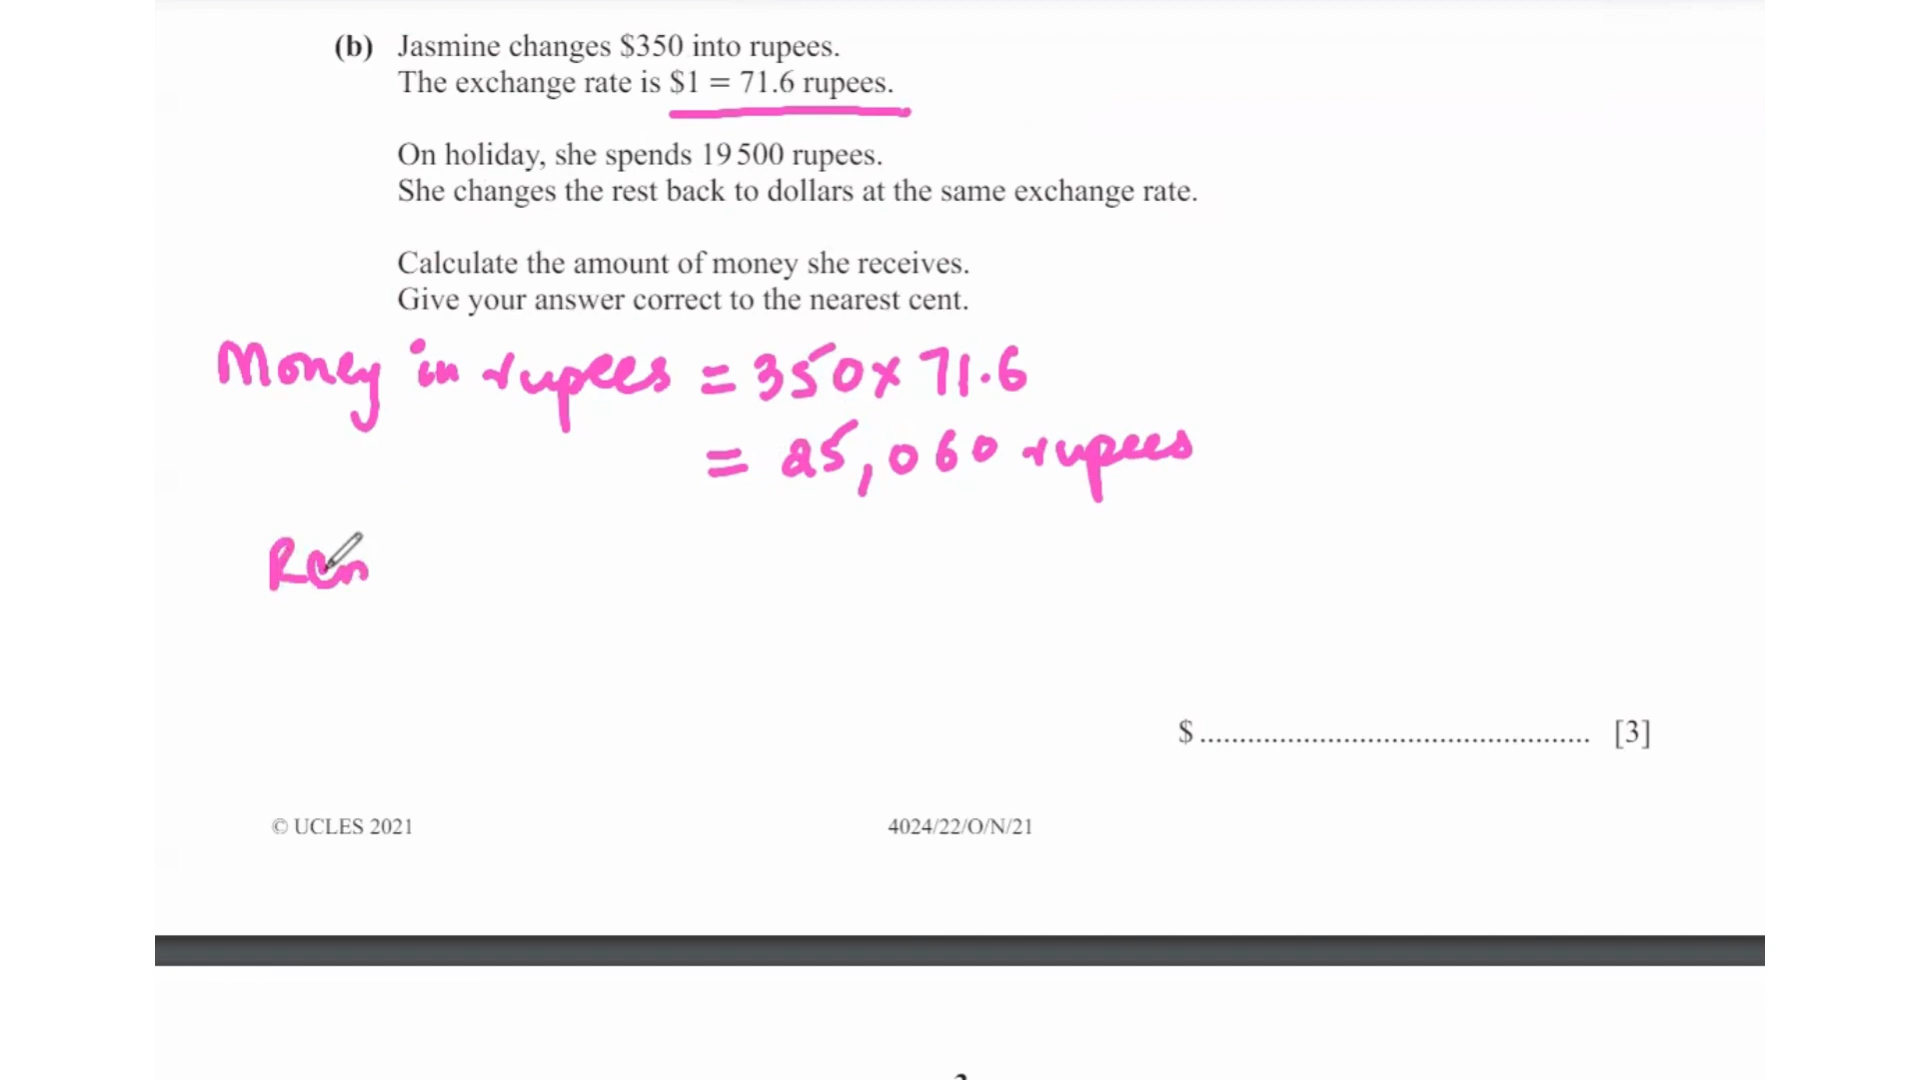 (b) Jasmine changes $350 into rupees.
The exchange rate is $1 = 71.6 rupees.
On holiday, she spends 19 500 rupees.
She changes the rest back to dollars at the same exchange rate.
Calculate the amount of money she receives.
Give your answer correct to the nearest cent.
Money in rupees = 350 x 71.6
= 25,060 rupees
Rem
$ ................................................. [3]
© UCLES 2021
4024/22/O/N/21